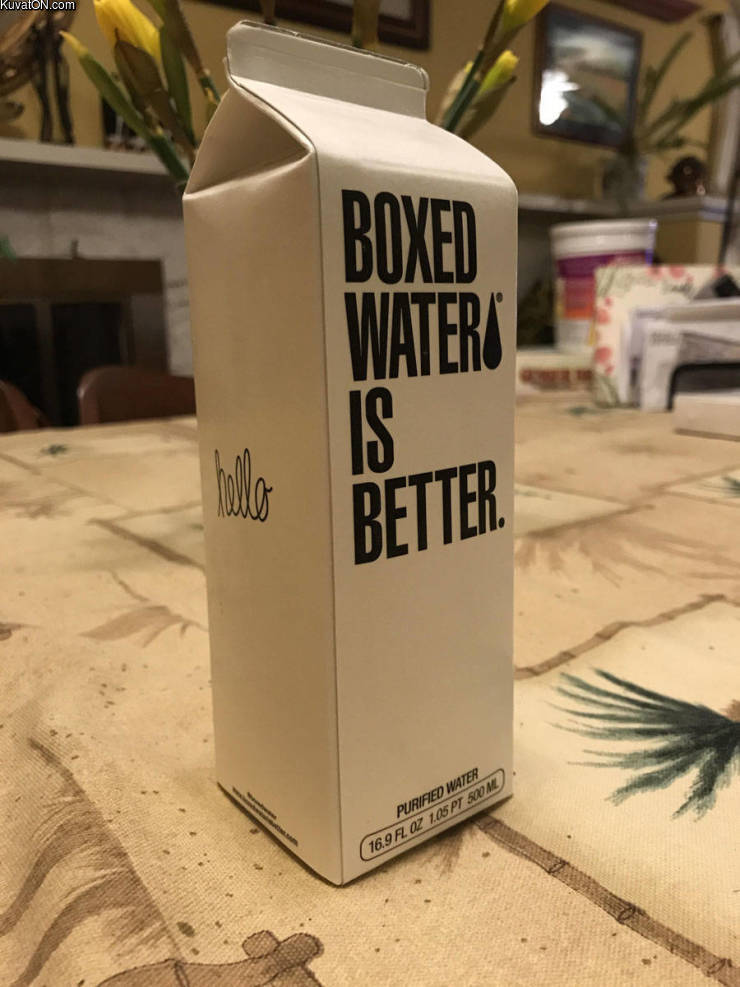 KuvatON.com
BOXED
WATER®
IS
BETTER.
hello
PURIFIED WATER
16.9 FL OZ 1.05 PT 500 ML